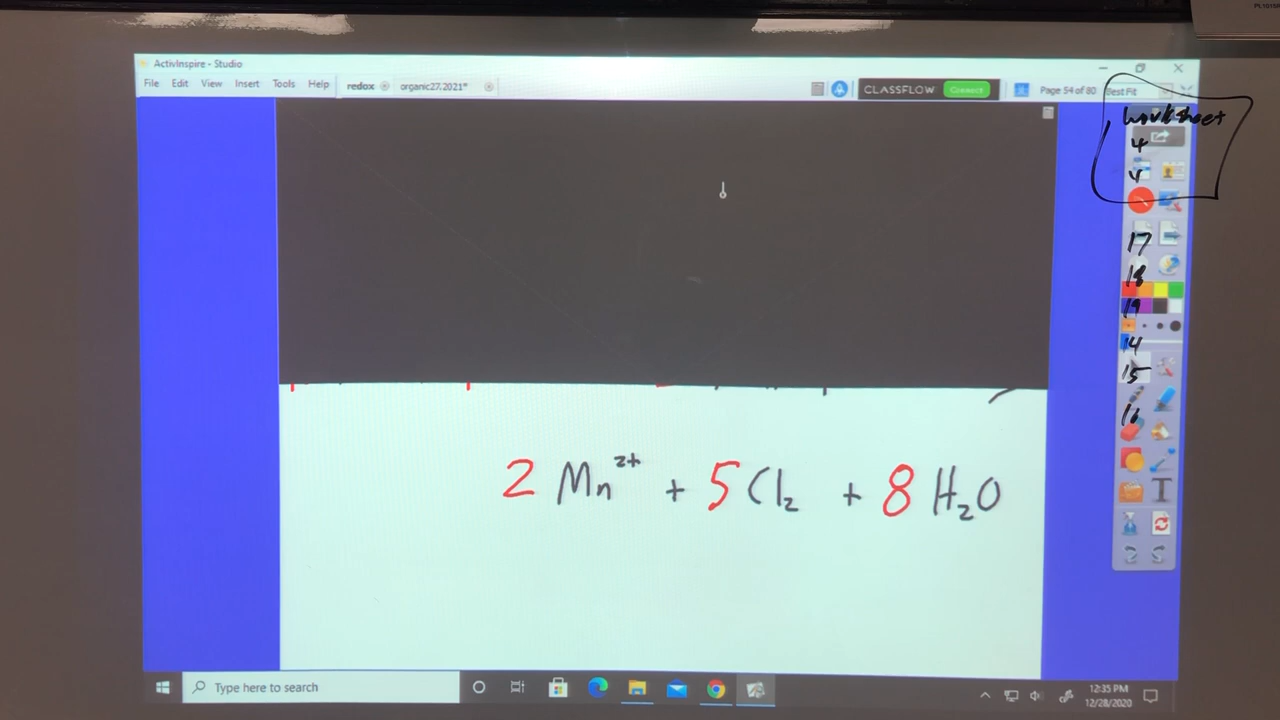 PL1015A
ActivInspire - Studio
File Edit View Insert Tools Help redox organic27.2021* CLASSFLOW Connect Page 54 of 80 Best Fit
worksheet
4
4
17
18
19
14
15
16
2 Mn²⁺ + 5 Cl₂ + 8 H₂O
T
Type here to search
12:35 PM
12/28/2020